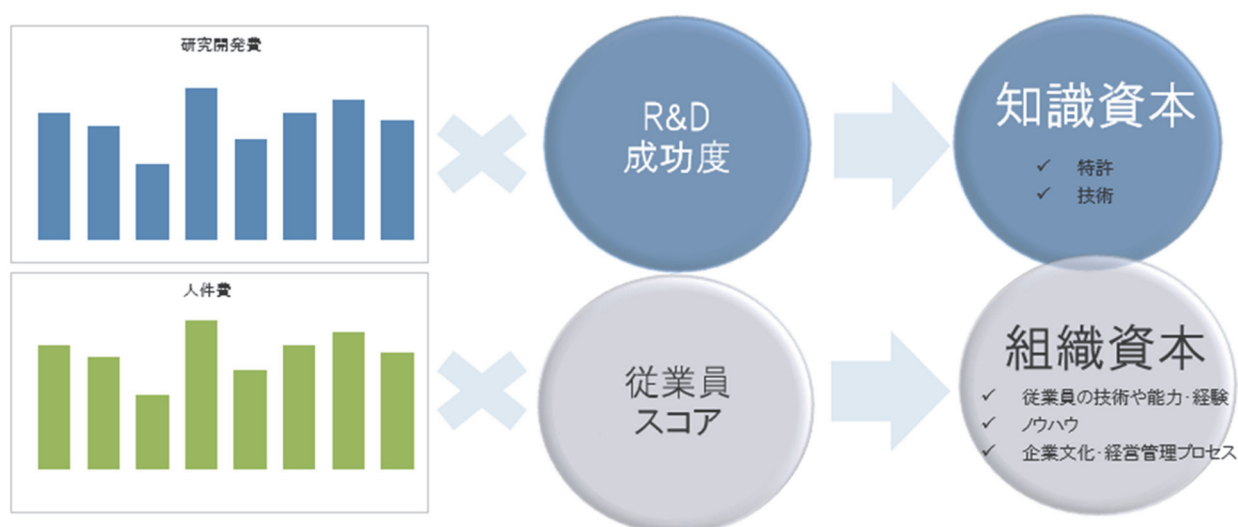 研究開発費
R&D
成功度
知識資本
✓ 特許
✓ 技術
人件費
従業員
スコア
組織資本
✓ 従業員の技術や能力・経験
✓ ノウハウ
✓ 企業文化・経営管理プロセス